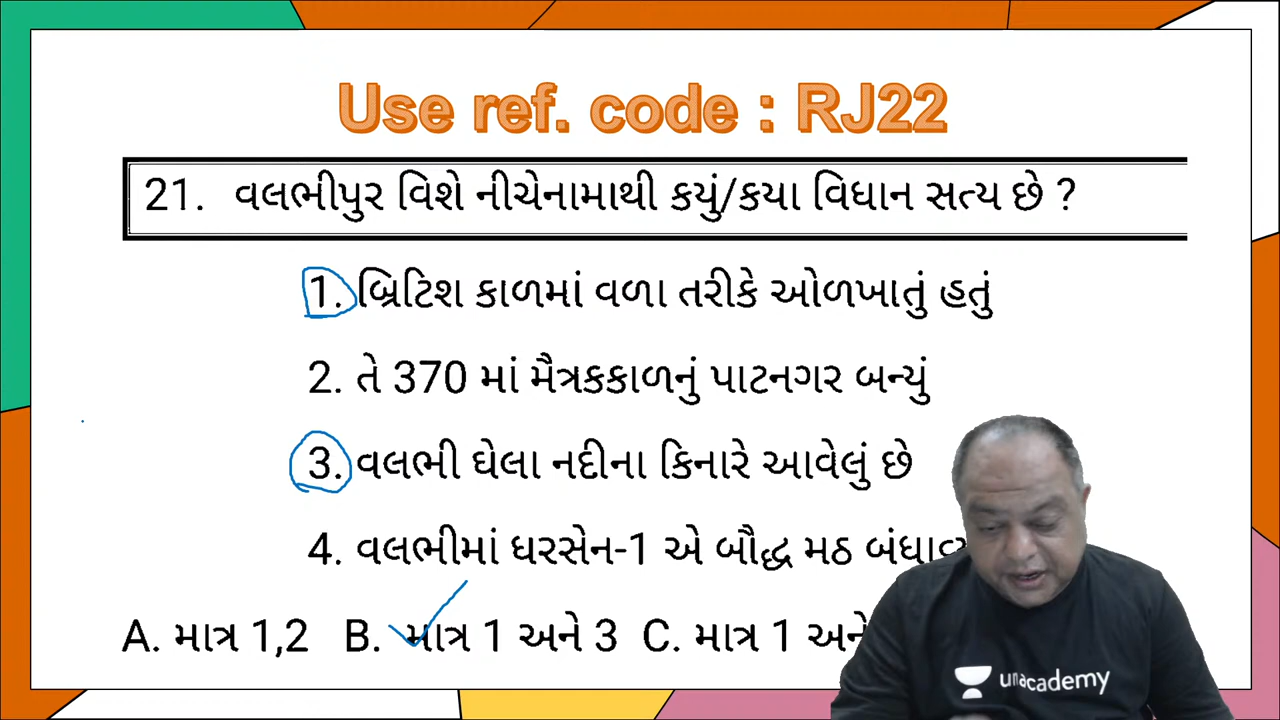 Use ref. code : RJ22
21. વલભીપુર વિશે નીચેનામાથી કયું/કયા વિધાન સત્ય છે ?
1. બ્રિટિશ કાળમાં વળા તરીકે ઓળખાતું હતું
2. તે 370 માં મૈત્રકકાળનું પાટનગર બન્યું
3. વલભી ઘેલા નદીના કિનારે આવેલું છે
4. વલભીમાં ધરસેન-1 એ બૌદ્ધ મઠ
A. માત્ર 1,2 B. માત્ર 1 અને 3 C. માત્ર 1 અને
unacademy